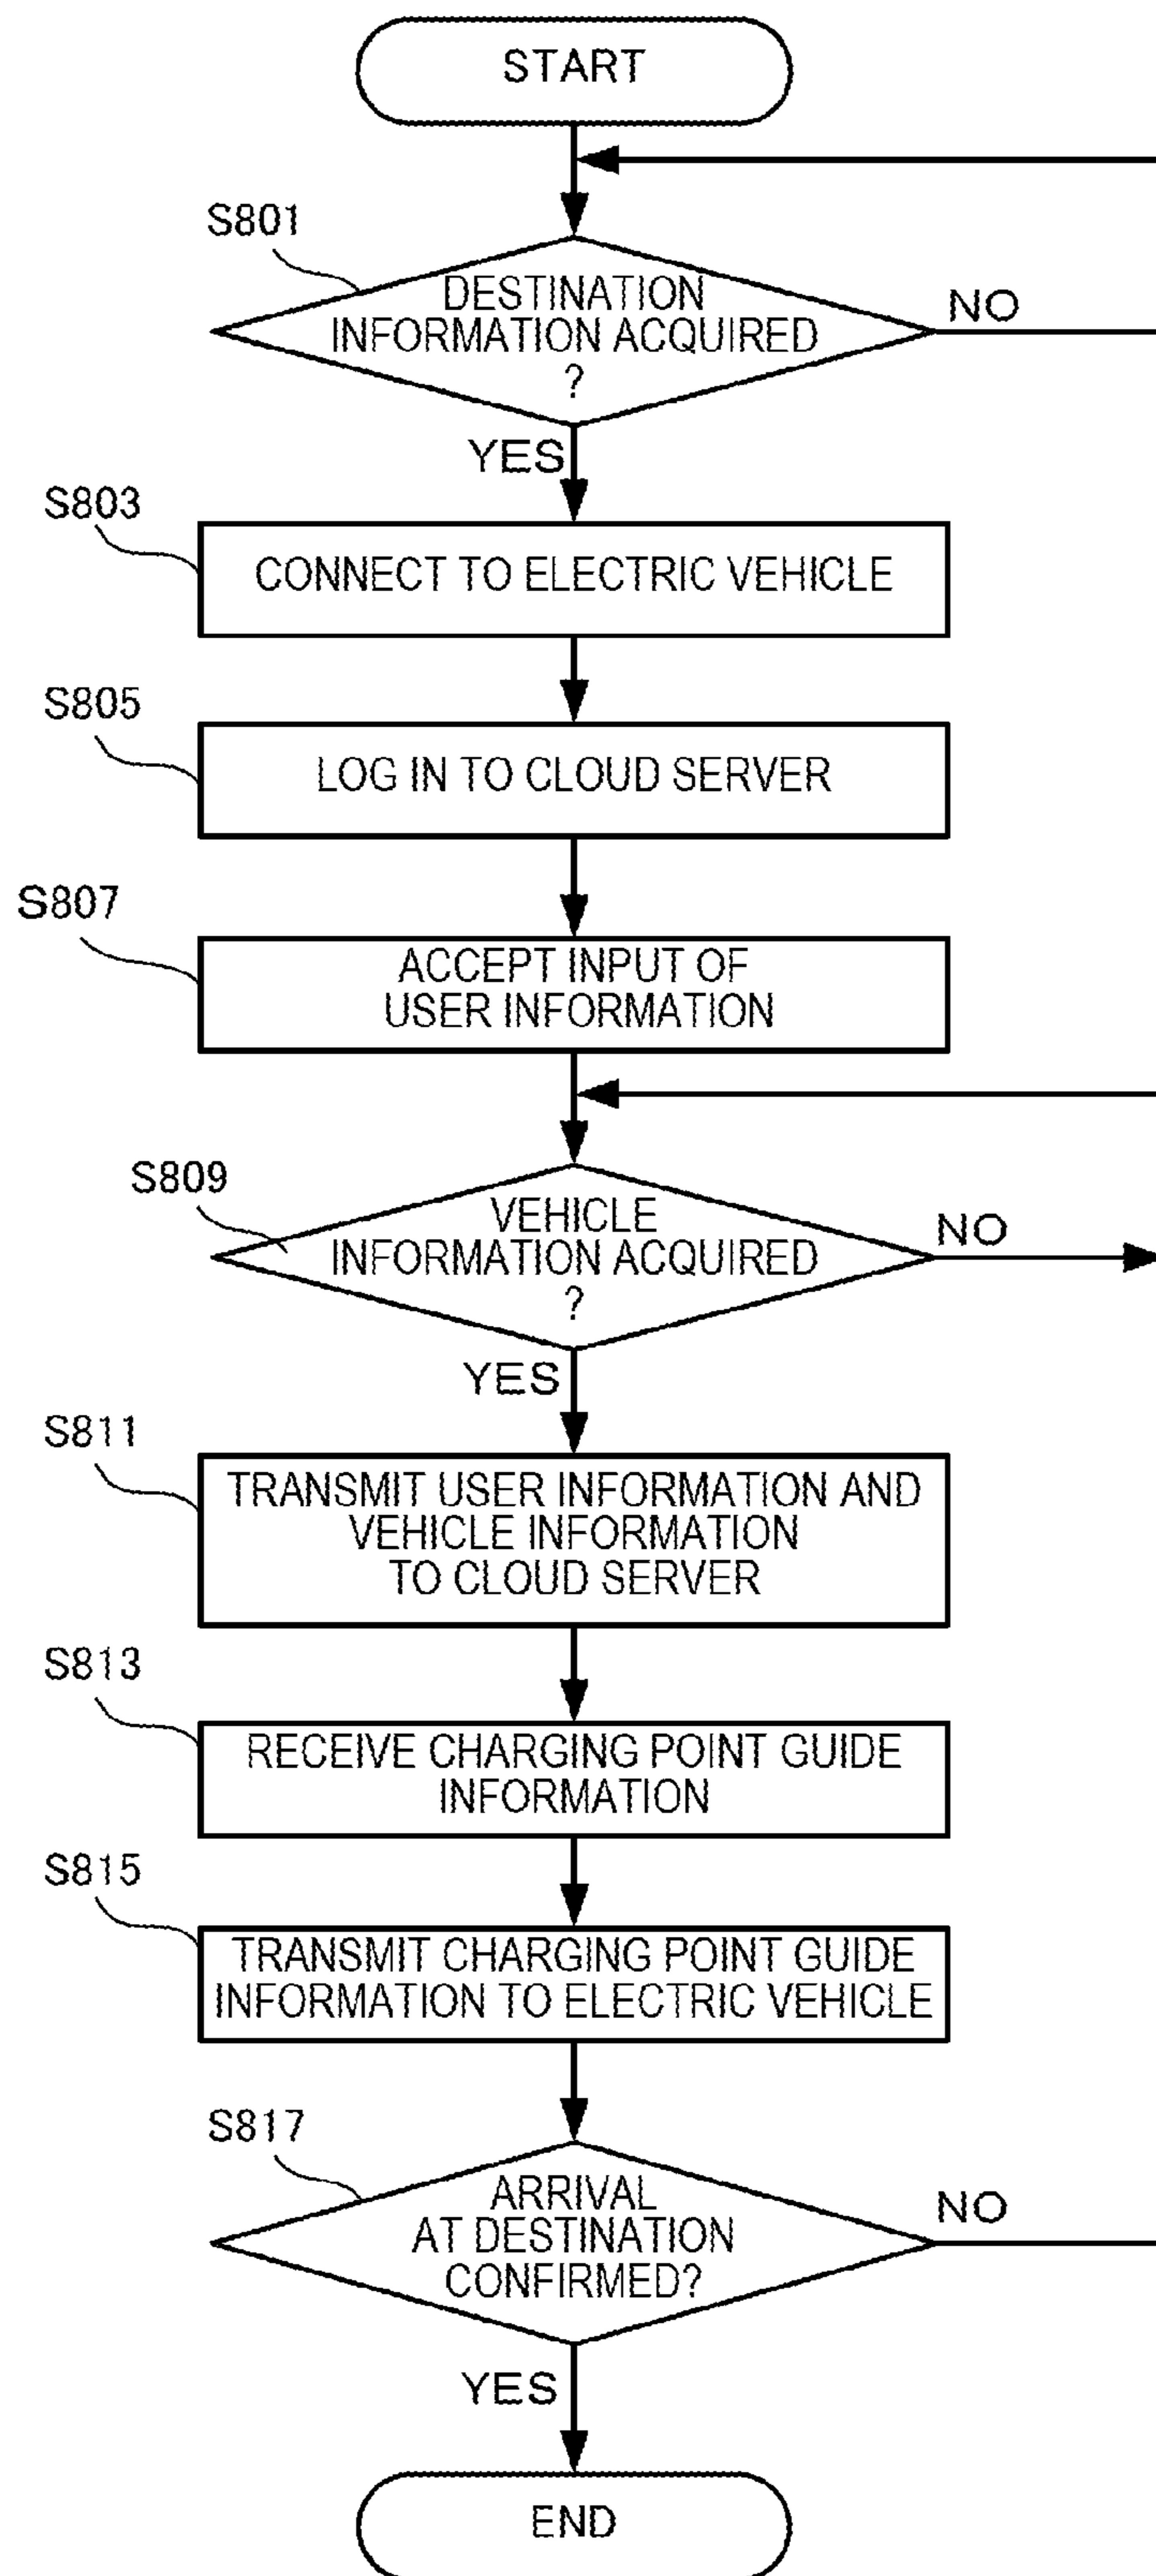 START
S801
DESTINATION
INFORMATION ACQUIRED
?
NO
YES
S803
CONNECT TO ELECTRIC VEHICLE
S805
LOG IN TO CLOUD SERVER
S807
ACCEPT INPUT OF
USER INFORMATION
S809
VEHICLE
INFORMATION ACQUIRED
?
NO
YES
S811
TRANSMIT USER INFORMATION AND
VEHICLE INFORMATION
TO CLOUD SERVER
S813
RECEIVE CHARGING POINT GUIDE
INFORMATION
S815
TRANSMIT CHARGING POINT GUIDE
INFORMATION TO ELECTRIC VEHICLE
S817
ARRIVAL
AT DESTINATION
CONFIRMED?
NO
YES
END